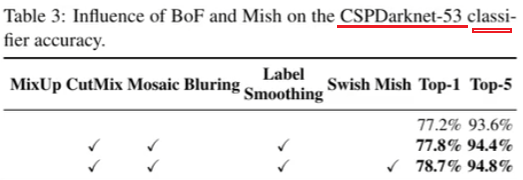 Table 3: Influence of BoF and Mish on the CSPDarknet-53 classi-
fier accuracy.
MixUp CutMix Mosaic Bluring Label Smoothing Swish Mish Top-1 Top-5
77.2% 93.6%
✓ ✓ ✓ 77.8% 94.4%
✓ ✓ ✓ ✓ 78.7% 94.8%